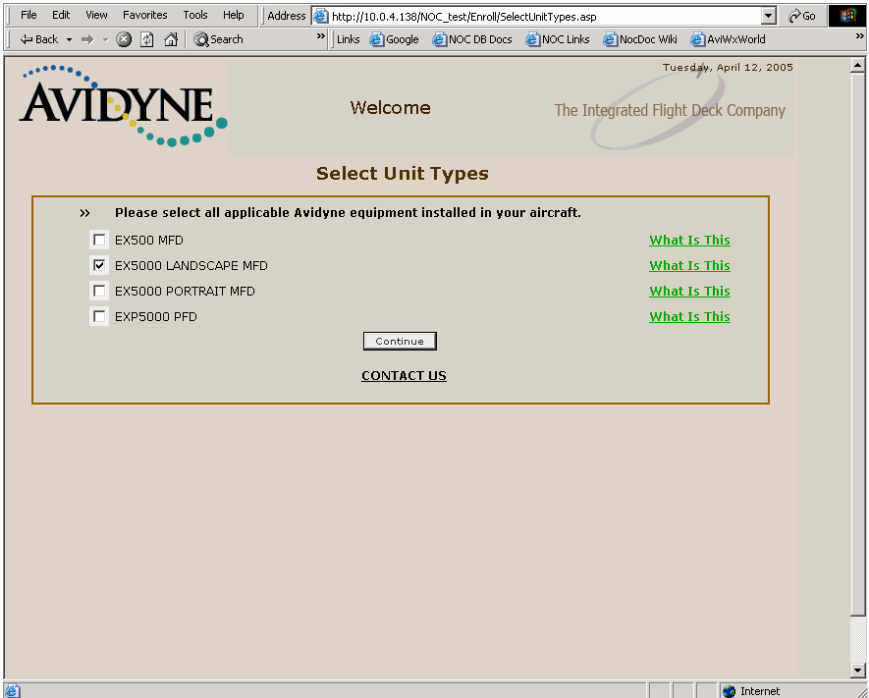 File Edit View Favorites Tools Help Address http://10.0.4.138/NOC_test/Enroll/SelectUnitTypes.asp Go
Back Search » Links Google NOC DB Docs NOC Links NocDoc Wiki AviWxWorld »
Tuesday, April 12, 2005
AVIDYNE Welcome The Integrated Flight Deck Company
Select Unit Types
» Please select all applicable Avidyne equipment installed in your aircraft.
EX500 MFD What Is This
EX5000 LANDSCAPE MFD What Is This
EX5000 PORTRAIT MFD What Is This
EXP5000 PFD What Is This
Continue
CONTACT US
Internet